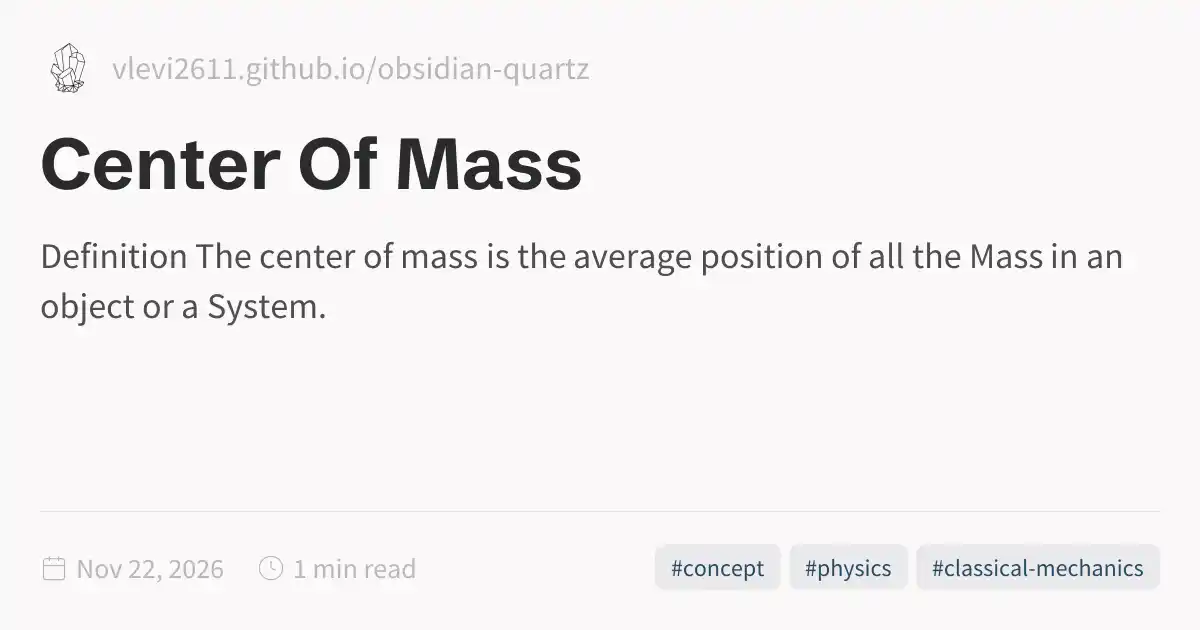 vlevi2611.github.io/obsidian-quartz
Center Of Mass
Definition The center of mass is the average position of all the Mass in an
object or a System.
Nov 22, 2026
1 min read
#concept
#physics
#classical-mechanics